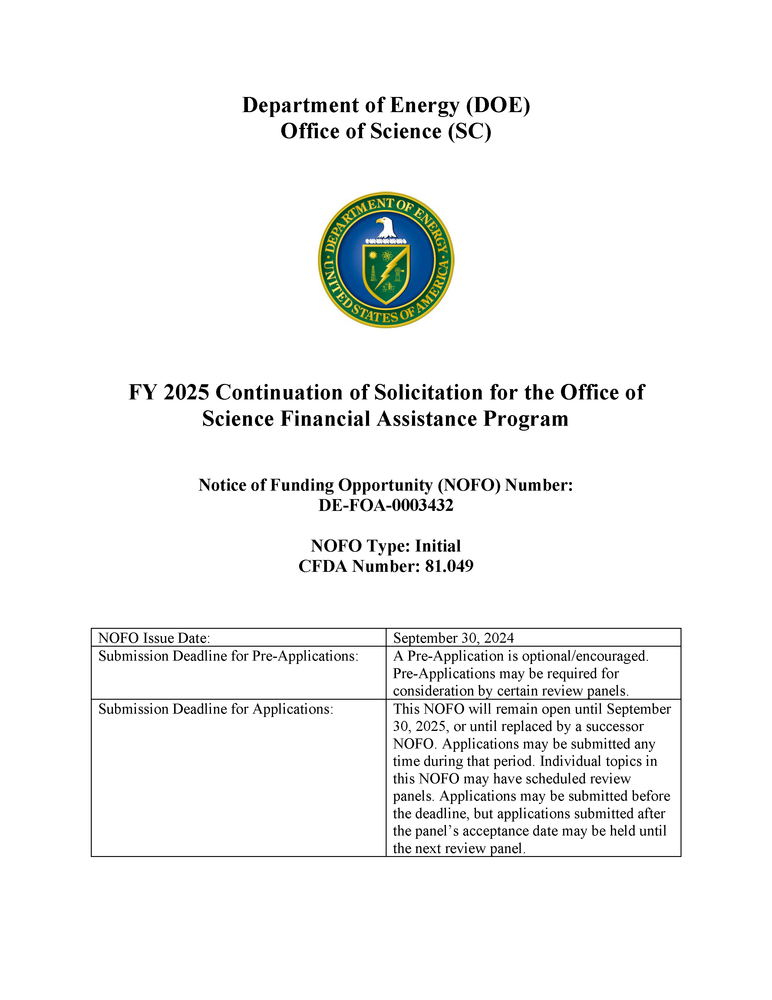 Department of Energy (DOE)
Office of Science (SC)
· DEPARTMENT OF ENERGY ·
UNITED STATES OF AMERICA
FY 2025 Continuation of Solicitation for the Office of
Science Financial Assistance Program
Notice of Funding Opportunity (NOFO) Number:
DE-FOA-0003432
NOFO Type: Initial
CFDA Number: 81.049
NOFO Issue Date:
September 30, 2024
Submission Deadline for Pre-Applications:
A Pre-Application is optional/encouraged.
Pre-Applications may be required for
consideration by certain review panels.
Submission Deadline for Applications:
This NOFO will remain open until September
30, 2025, or until replaced by a successor
NOFO. Applications may be submitted any
time during that period. Individual topics in
this NOFO may have scheduled review
panels. Applications may be submitted before
the deadline, but applications submitted after
the panel’s acceptance date may be held until
the next review panel.